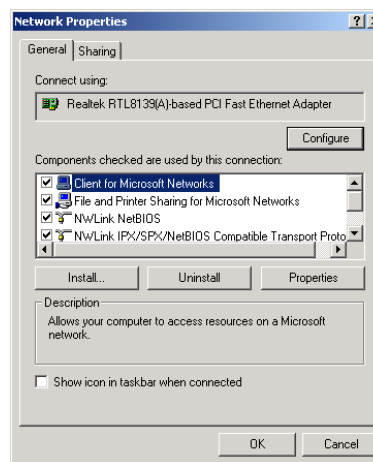 Network Properties
General
Sharing
Connect using:
Realtek RTL8139(A)-based PCI Fast Ethernet Adapter
Configure
Components checked are used by this connection:
Client for Microsoft Networks
File and Printer Sharing for Microsoft Networks
NWLink NetBIOS
NWLink IPX/SPX/NetBIOS Compatible Transport Proto
Install...
Uninstall
Properties
Description
Allows your computer to access resources on a Microsoft
network.
Show icon in taskbar when connected
OK
Cancel